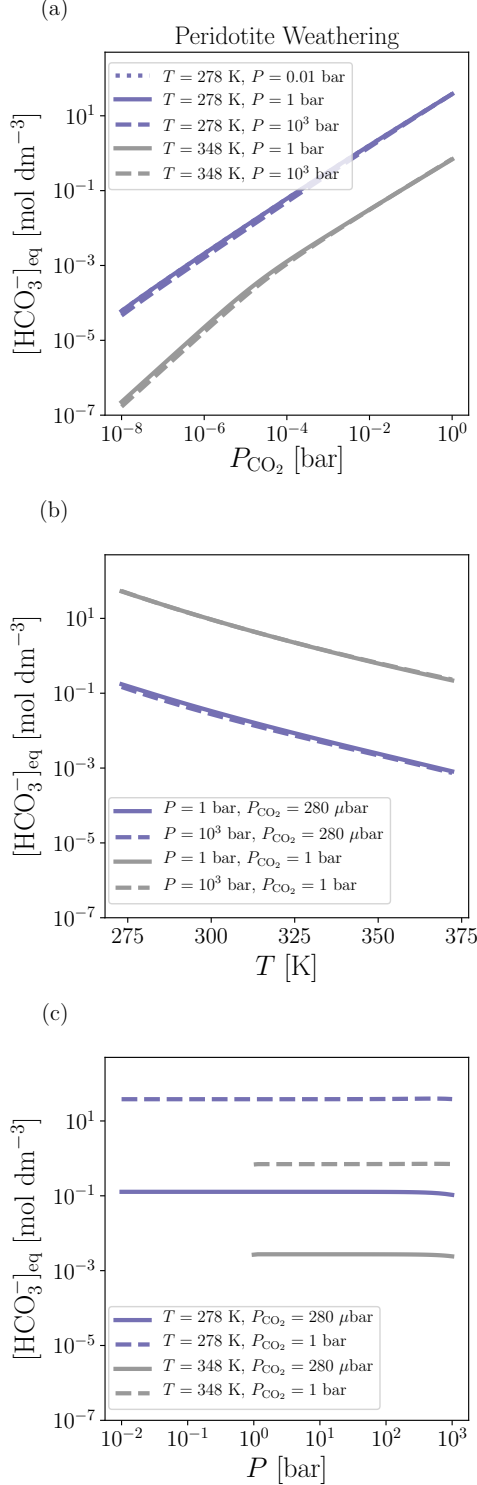 (a)
Peridotite Weathering
T = 278 K, P = 0.01 bar
T = 278 K, P = 1 bar
T = 278 K, P = 10³ bar
T = 348 K, P = 1 bar
T = 348 K, P = 10³ bar
[HCO₃⁻]eq [mol dm⁻³]
10¹
10⁻¹
10⁻³
10⁻⁵
10⁻⁷
10⁻⁸ 10⁻⁶ 10⁻⁴ 10⁻² 10⁰
P_CO₂ [bar]
(b)
[HCO₃⁻]eq [mol dm⁻³]
10¹
10⁻¹
10⁻³
10⁻⁵
10⁻⁷
P = 1 bar, P_CO₂ = 280 μbar
P = 10³ bar, P_CO₂ = 280 μbar
P = 1 bar, P_CO₂ = 1 bar
P = 10³ bar, P_CO₂ = 1 bar
275 300 325 350 375
T [K]
(c)
[HCO₃⁻]eq [mol dm⁻³]
10¹
10⁻¹
10⁻³
10⁻⁵
10⁻⁷
T = 278 K, P_CO₂ = 280 μbar
T = 278 K, P_CO₂ = 1 bar
T = 348 K, P_CO₂ = 280 μbar
T = 348 K, P_CO₂ = 1 bar
10⁻² 10⁻¹ 10⁰ 10¹ 10² 10³
P [bar]